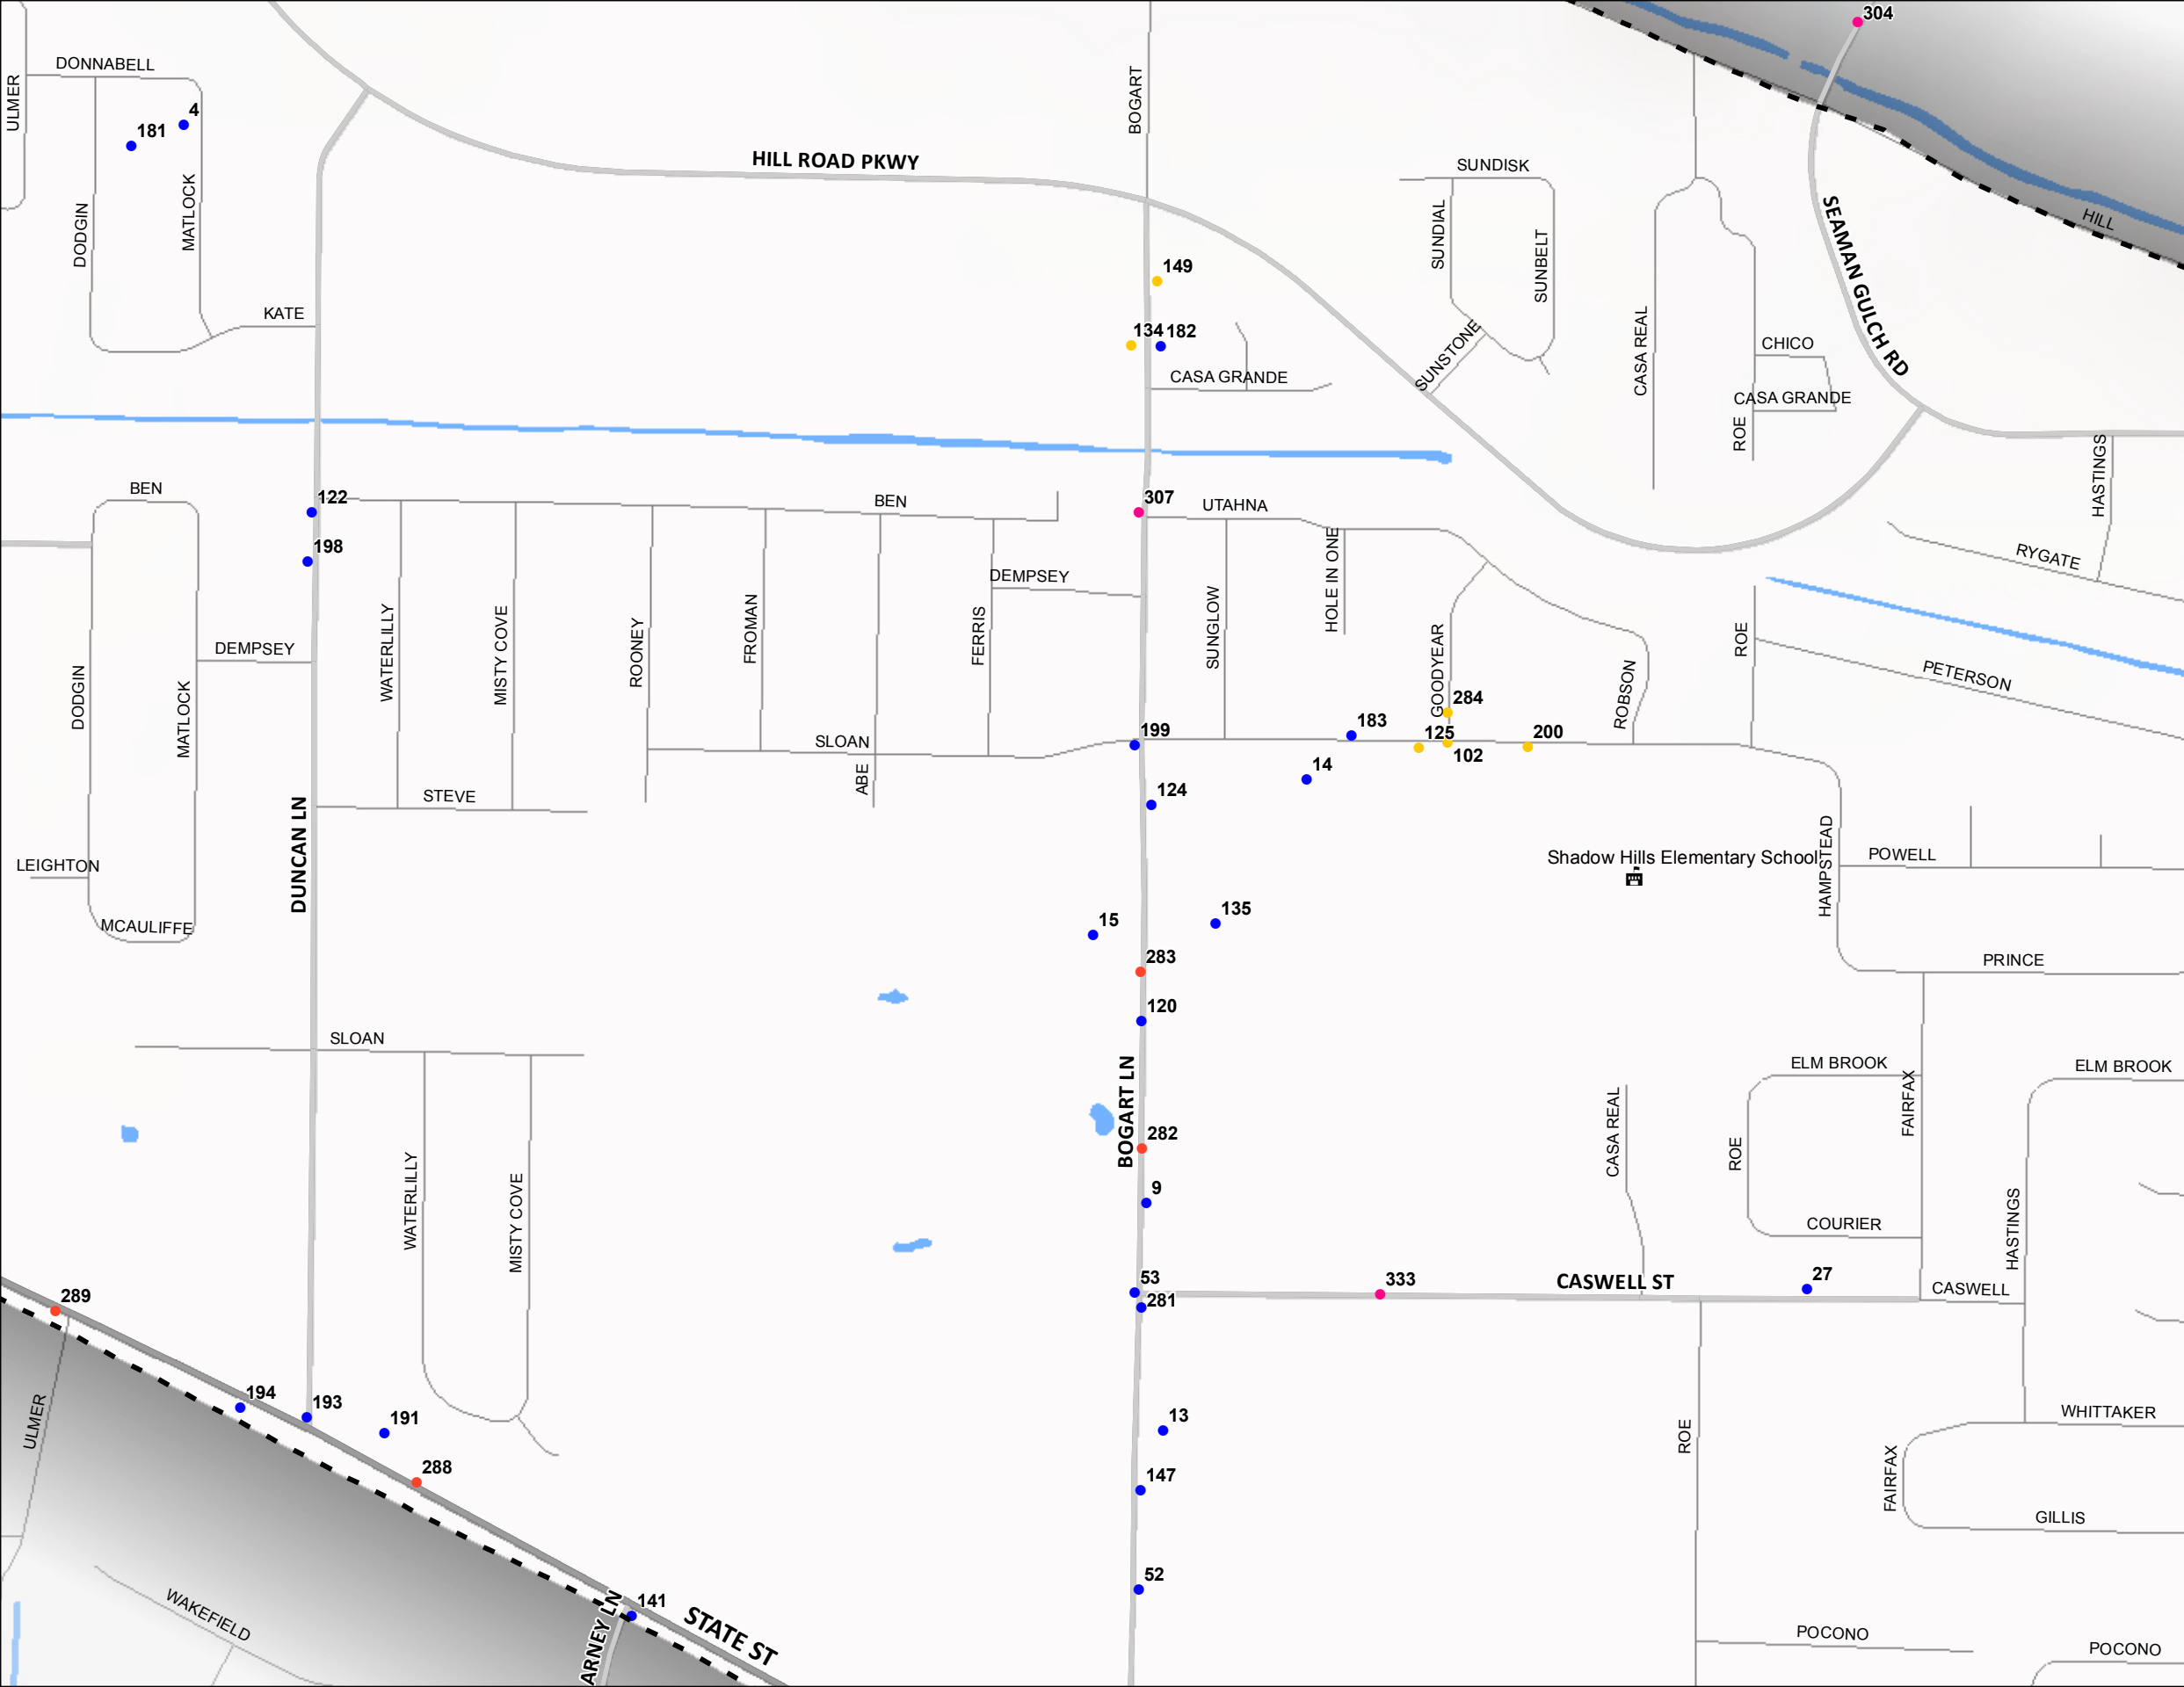 304
DONNABELL
ULMER
BOGART
4
181
HILL ROAD PKWY
SUNDISK
DODGIN
MATLOCK
SUNDIAL
SUNBELT
SEAMAN GULCH RD
HILL
149
KATE
134
182
SUNSTONE
CASA REAL
CHICO
CASA GRANDE
CASA GRANDE
ROE
HASTINGS
BEN
122
BEN
307
UTAHNA
198
HOLE IN ONE
RYGATE
DEMPSEY
DODGIN
DEMPSEY
MATLOCK
WATERLILLY
MISTY COVE
ROONEY
FROMAN
FERRIS
SUNGLOW
GOODYEAR
ROBSON
ROE
PETERSON
284
SLOAN
199
183
125
102
200
ABE
14
STEVE
124
DUNCAN LN
HAMPSTEAD
Shadow Hills Elementary School
POWELL
LEIGHTON
MCAULIFFE
15
135
283
PRINCE
120
SLOAN
BOGART LN
ELM BROOK
ELM BROOK
FAIRFAX
CASA REAL
ROE
282
WATERLILLY
MISTY COVE
9
COURIER
HASTINGS
53
281
333
CASWELL ST
27
CASWELL
289
194
193
191
ULMER
13
WHITTAKER
ROE
288
147
FAIRFAX
GILLIS
52
WAKEFIELD
141
ARNEY LN
STATE ST
POCONO
POCONO